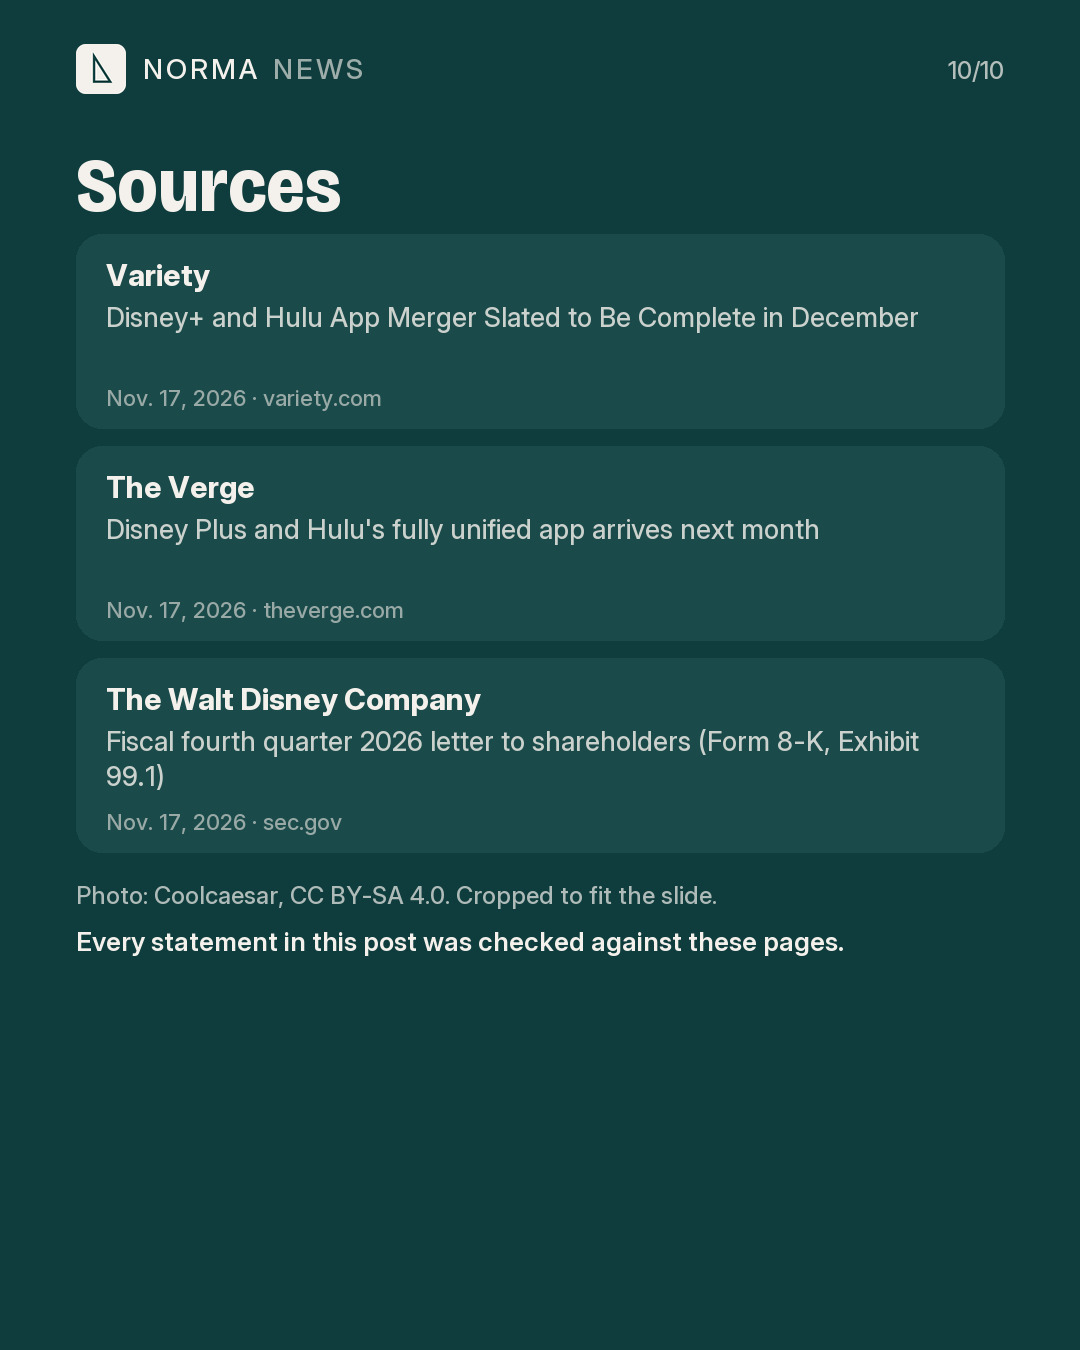 NORMA NEWS
10/10
Sources
Variety
Disney+ and Hulu App Merger Slated to Be Complete in December
Nov. 17, 2026 · variety.com
The Verge
Disney Plus and Hulu's fully unified app arrives next month
Nov. 17, 2026 · theverge.com
The Walt Disney Company
Fiscal fourth quarter 2026 letter to shareholders (Form 8-K, Exhibit
99.1)
Nov. 17, 2026 · sec.gov
Photo: Coolcaesar, CC BY-SA 4.0. Cropped to fit the slide.
Every statement in this post was checked against these pages.